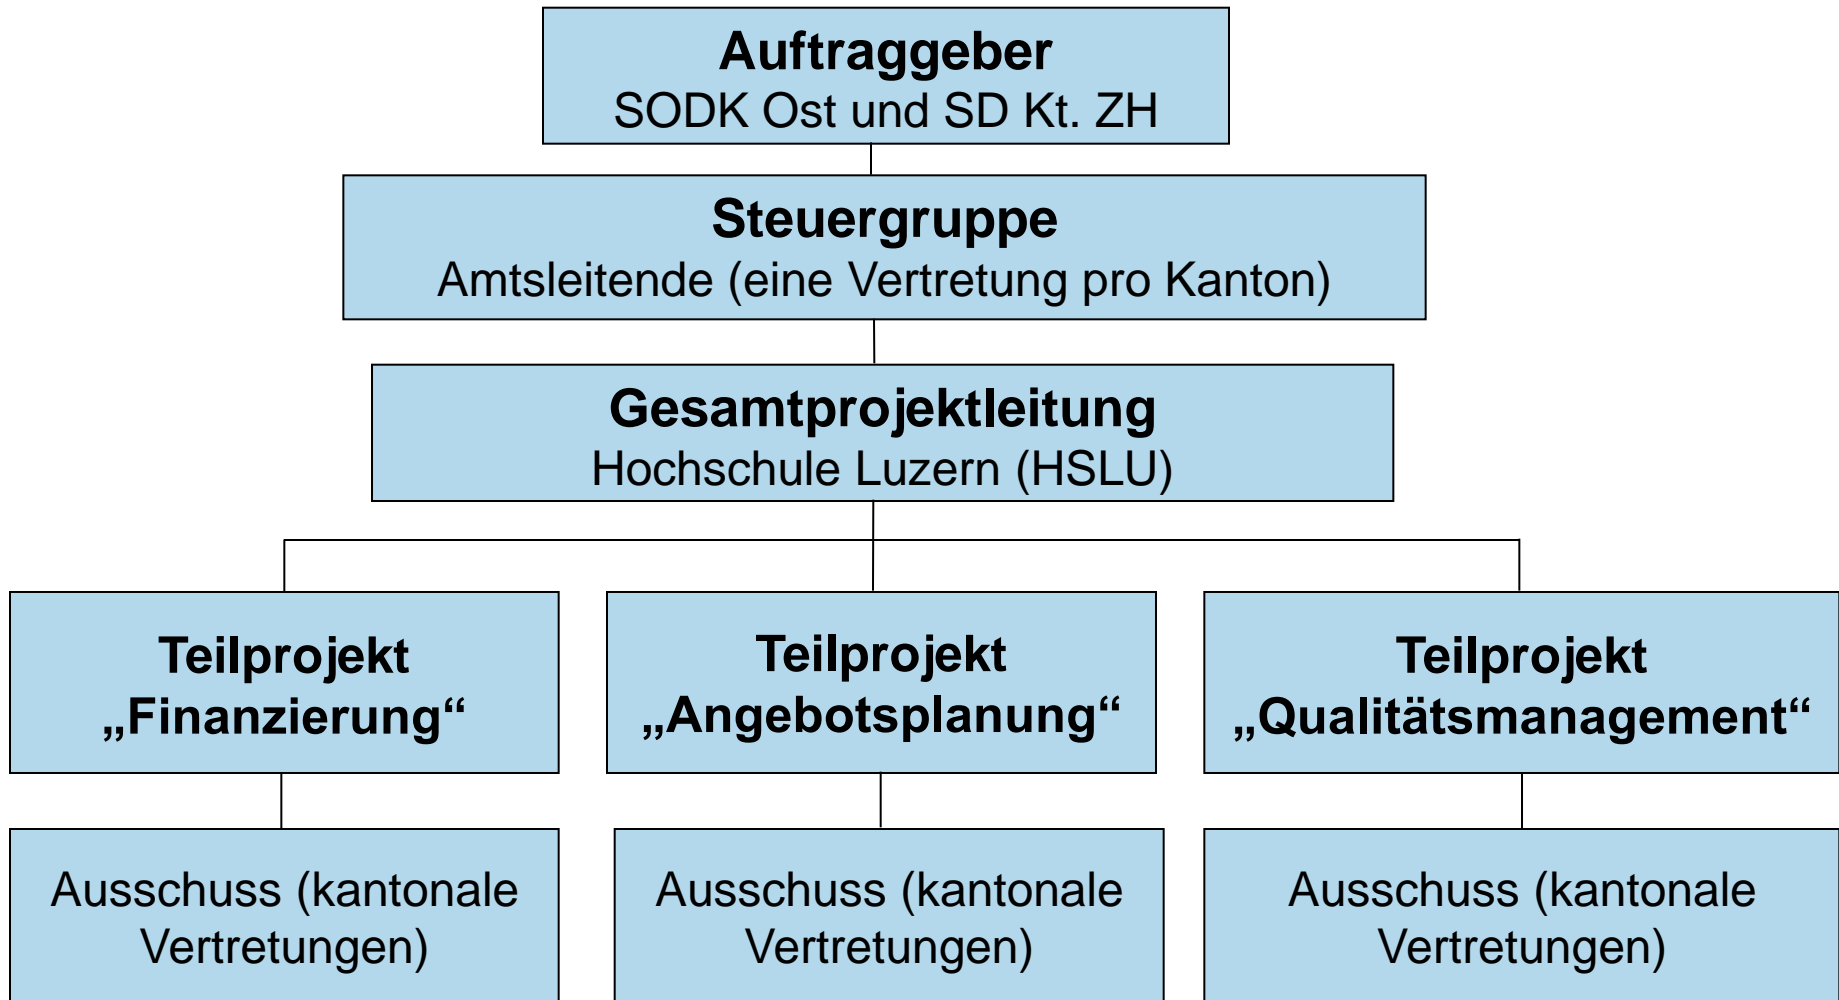 Auftraggeber
SODK Ost und SD Kt. ZH
Steuergruppe
Amtsleitende (eine Vertretung pro Kanton)
Gesamtprojektleitung
Hochschule Luzern (HSLU)
Teilprojekt
„Finanzierung“
Teilprojekt
„Angebotsplanung“
Teilprojekt
„Qualitätsmanagement“
Ausschuss (kantonale
Vertretungen)
Ausschuss (kantonale
Vertretungen)
Ausschuss (kantonale
Vertretungen)